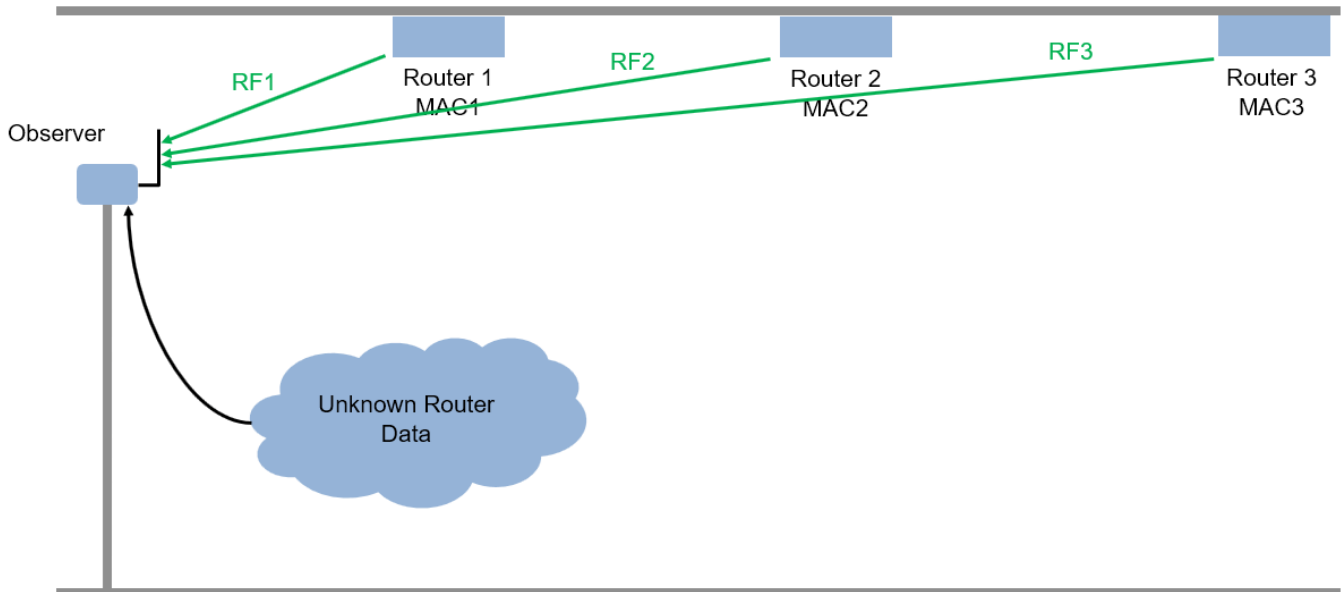 RF1
RF2
RF3
Router 1
MAC1
Router 2
MAC2
Router 3
MAC3
Observer
Unknown Router
Data